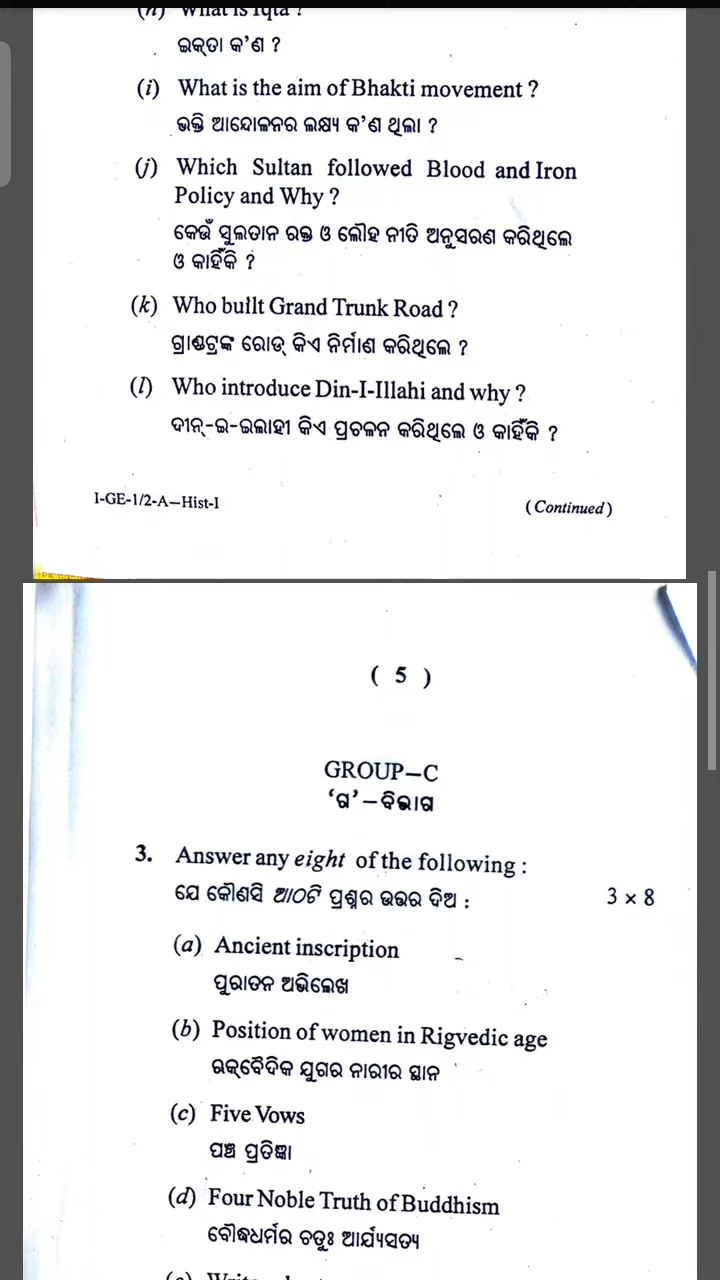 (h) What is Iqta ?
ଇକ୍‌ତା କ'ଣ ?
(i) What is the aim of Bhakti movement ?
ଭକ୍ତି ଆନ୍ଦୋଳନର ଲକ୍ଷ୍ୟ କ'ଣ ଥିଲା ?
(j) Which Sultan followed Blood and Iron
Policy and Why ?
କେଉଁ ସୁଲତାନ ରକ୍ତ ଓ ଲୌହ ନୀତି ଅନୁସରଣ କରିଥିଲେ
ଓ କାହିଁକି ?
(k) Who built Grand Trunk Road ?
ଗ୍ରାଣ୍ଡଟ୍ରଙ୍କ ରୋଡ୍ କିଏ ନିର୍ମାଣ କରିଥିଲେ ?
(l) Who introduce Din-I-Illahi and why ?
ଦୀନ୍-ଇ-ଇଲାହୀ କିଏ ପ୍ରଚଳନ କରିଥିଲେ ଓ କାହିଁକି ?
I-GE-1/2-A—Hist-I
(Continued)
( 5 )
GROUP—C
'ଗ'—ବିଭାଗ
3. Answer any eight of the following :
ଯେ କୌଣସି ଆଠଟି ପ୍ରଶ୍ନର ଉତ୍ତର ଦିଅ : 3 × 8
(a) Ancient inscription
ପୁରାତନ ଅଭିଲେଖ
(b) Position of women in Rigvedic age
ଋକ୍‌ବୈଦିକ ଯୁଗର ନାରୀର ସ୍ଥାନ
(c) Five Vows
ପଞ୍ଚ ପ୍ରତିଜ୍ଞା
(d) Four Noble Truth of Buddhism
ବୌଦ୍ଧଧର୍ମର ଚତୁଃ ଆର୍ଯ୍ୟସତ୍ୟ